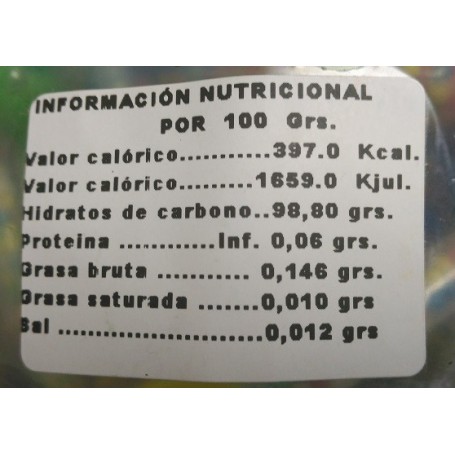 INFORMACIÓN NUTRICIONAL
POR 100 Grs.
Valor calórico...........397.0 Kcal.
Valor calórico...........1659.0 Kjul.
Hidratos de carbono..98,80 grs.
Proteina ..............Inf. 0,06 grs.
Grasa bruta ........... 0,146 grs.
Grasa saturada .......0,010 grs
Sal ........................0,012 grs